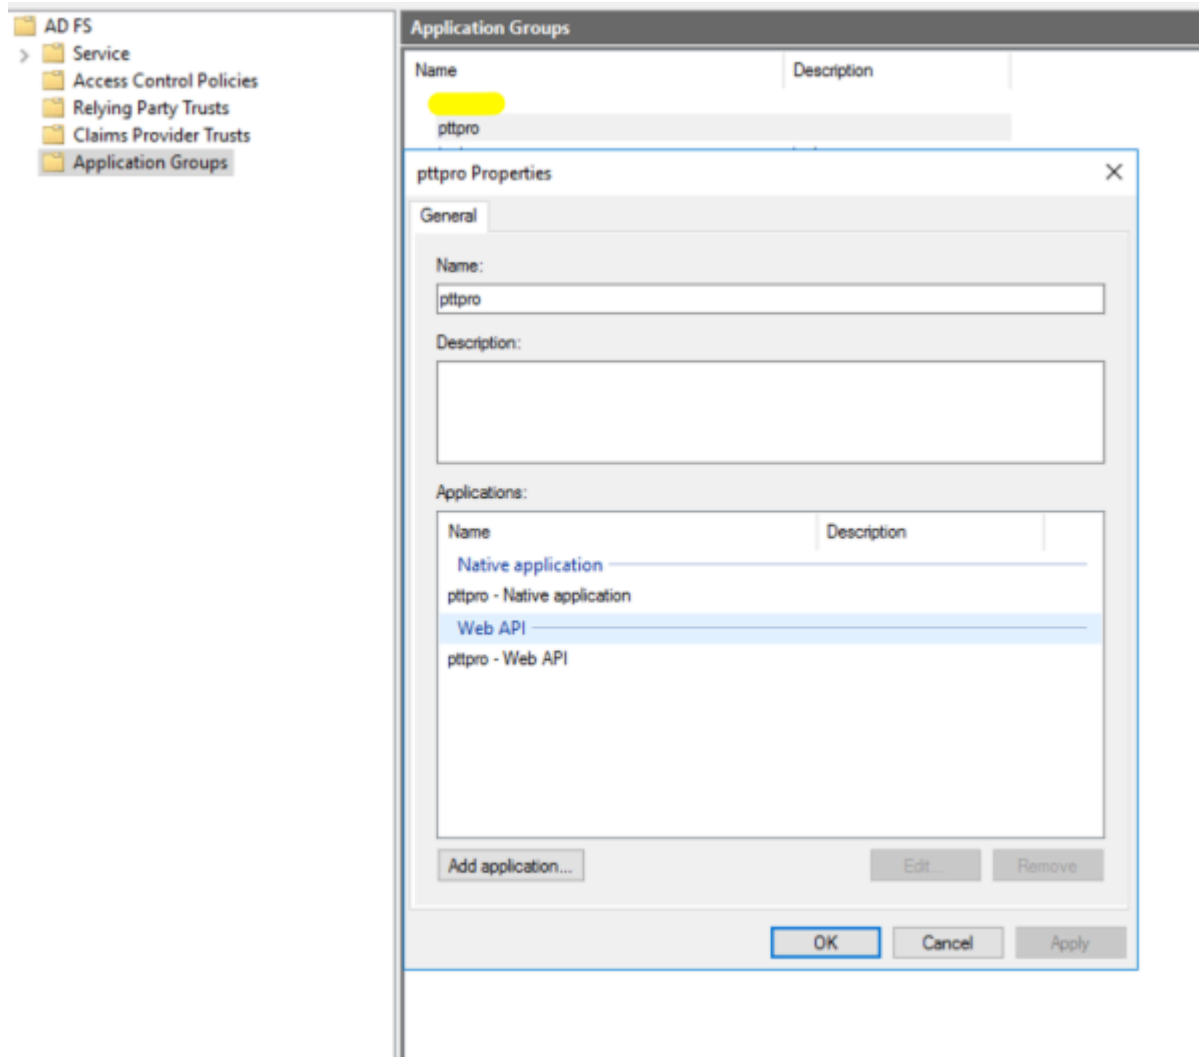 AD FS
Service
Access Control Policies
Relying Party Trusts
Claims Provider Trusts
Application Groups
Application Groups
Name Description
pttpro
pttpro Properties
General
Name:
pttpro
Description:
Applications:
Name Description
Native application
pttpro - Native application
Web API
pttpro - Web API
Add application... Edit... Remove
OK Cancel Apply